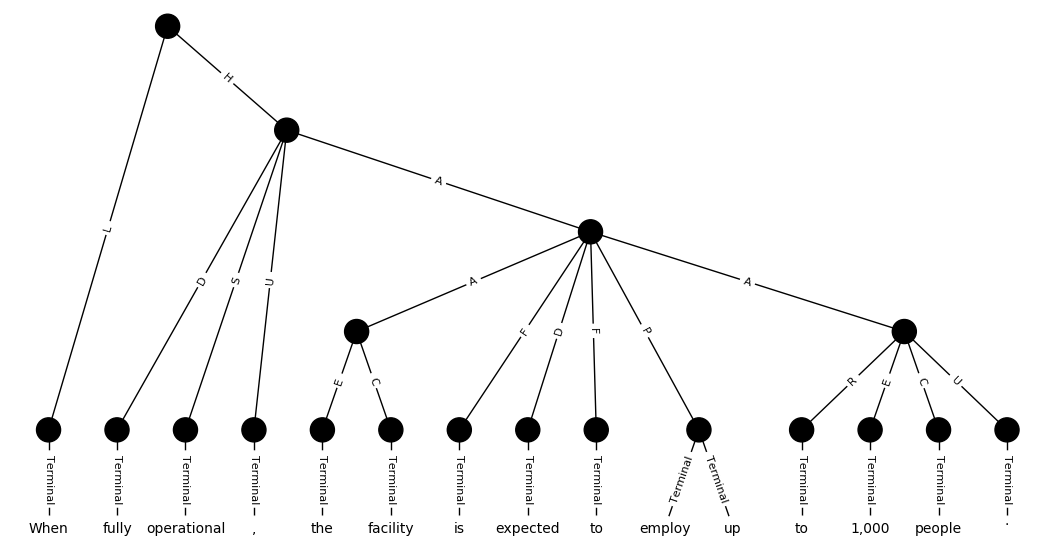 H
L
A
D S U
A F D F P A
E C R E C U
Terminal Terminal Terminal Terminal Terminal Terminal Terminal Terminal Terminal Terminal Terminal Terminal Terminal Terminal Terminal
When fully operational , the facility is expected to employ up to 1,000 people .